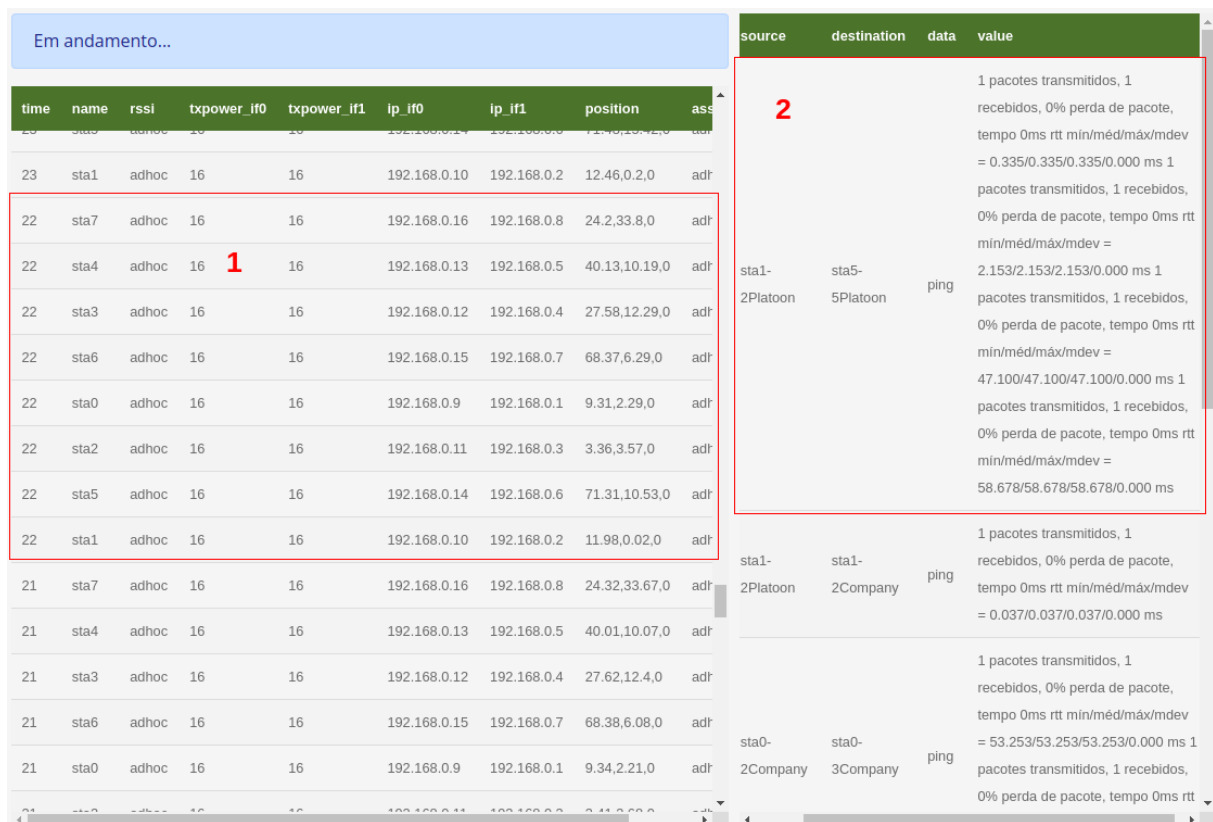 Em andamento...
time name rssi txpower_if0 txpower_if1 ip_if0 ip_if1 position
23 sta1 adhoc 16 16 192.168.0.10 192.168.0.2 12.46,0.2,0
22 sta7 adhoc 16 16 192.168.0.16 192.168.0.8 24.2,33.8,0
1
22 sta4 adhoc 16 16 192.168.0.13 192.168.0.5 40.13,10.19,0
22 sta3 adhoc 16 16 192.168.0.12 192.168.0.4 27.58,12.29,0
22 sta6 adhoc 16 16 192.168.0.15 192.168.0.7 68.37,6.29,0
22 sta0 adhoc 16 16 192.168.0.9 192.168.0.1 9.31,2.29,0
22 sta2 adhoc 16 16 192.168.0.11 192.168.0.3 3.36,3.57,0
22 sta5 adhoc 16 16 192.168.0.14 192.168.0.6 71.31,10.53,0
22 sta1 adhoc 16 16 192.168.0.10 192.168.0.2 11.98,0.02,0
21 sta7 adhoc 16 16 192.168.0.16 192.168.0.8 24.32,33.67,0
21 sta4 adhoc 16 16 192.168.0.13 192.168.0.5 40.01,10.07,0
21 sta3 adhoc 16 16 192.168.0.12 192.168.0.4 27.62,12.4,0
21 sta6 adhoc 16 16 192.168.0.15 192.168.0.7 68.38,6.08,0
21 sta0 adhoc 16 16 192.168.0.9 192.168.0.1 9.34,2.21,0
source destination data value
2
sta1-
2Platoon
sta5-
5Platoon
ping
1 pacotes transmitidos, 1
recebidos, 0% perda de pacote,
tempo 0ms rtt mín/méd/máx/mdev
= 0.335/0.335/0.335/0.000 ms 1
pacotes transmitidos, 1 recebidos,
0% perda de pacote, tempo 0ms rtt
mín/méd/máx/mdev =
2.153/2.153/2.153/0.000 ms 1
pacotes transmitidos, 1 recebidos,
0% perda de pacote, tempo 0ms rtt
mín/méd/máx/mdev =
47.100/47.100/47.100/0.000 ms 1
pacotes transmitidos, 1 recebidos,
0% perda de pacote, tempo 0ms rtt
mín/méd/máx/mdev =
58.678/58.678/58.678/0.000 ms
sta1-
2Platoon
sta1-
2Company
ping
1 pacotes transmitidos, 1
recebidos, 0% perda de pacote,
tempo 0ms rtt mín/méd/máx/mdev
= 0.037/0.037/0.037/0.000 ms
sta0-
2Company
sta0-
3Company
ping
1 pacotes transmitidos, 1
recebidos, 0% perda de pacote,
tempo 0ms rtt mín/méd/máx/mdev
= 53.253/53.253/53.253/0.000 ms 1
pacotes transmitidos, 1 recebidos,
0% perda de pacote, tempo 0ms rtt